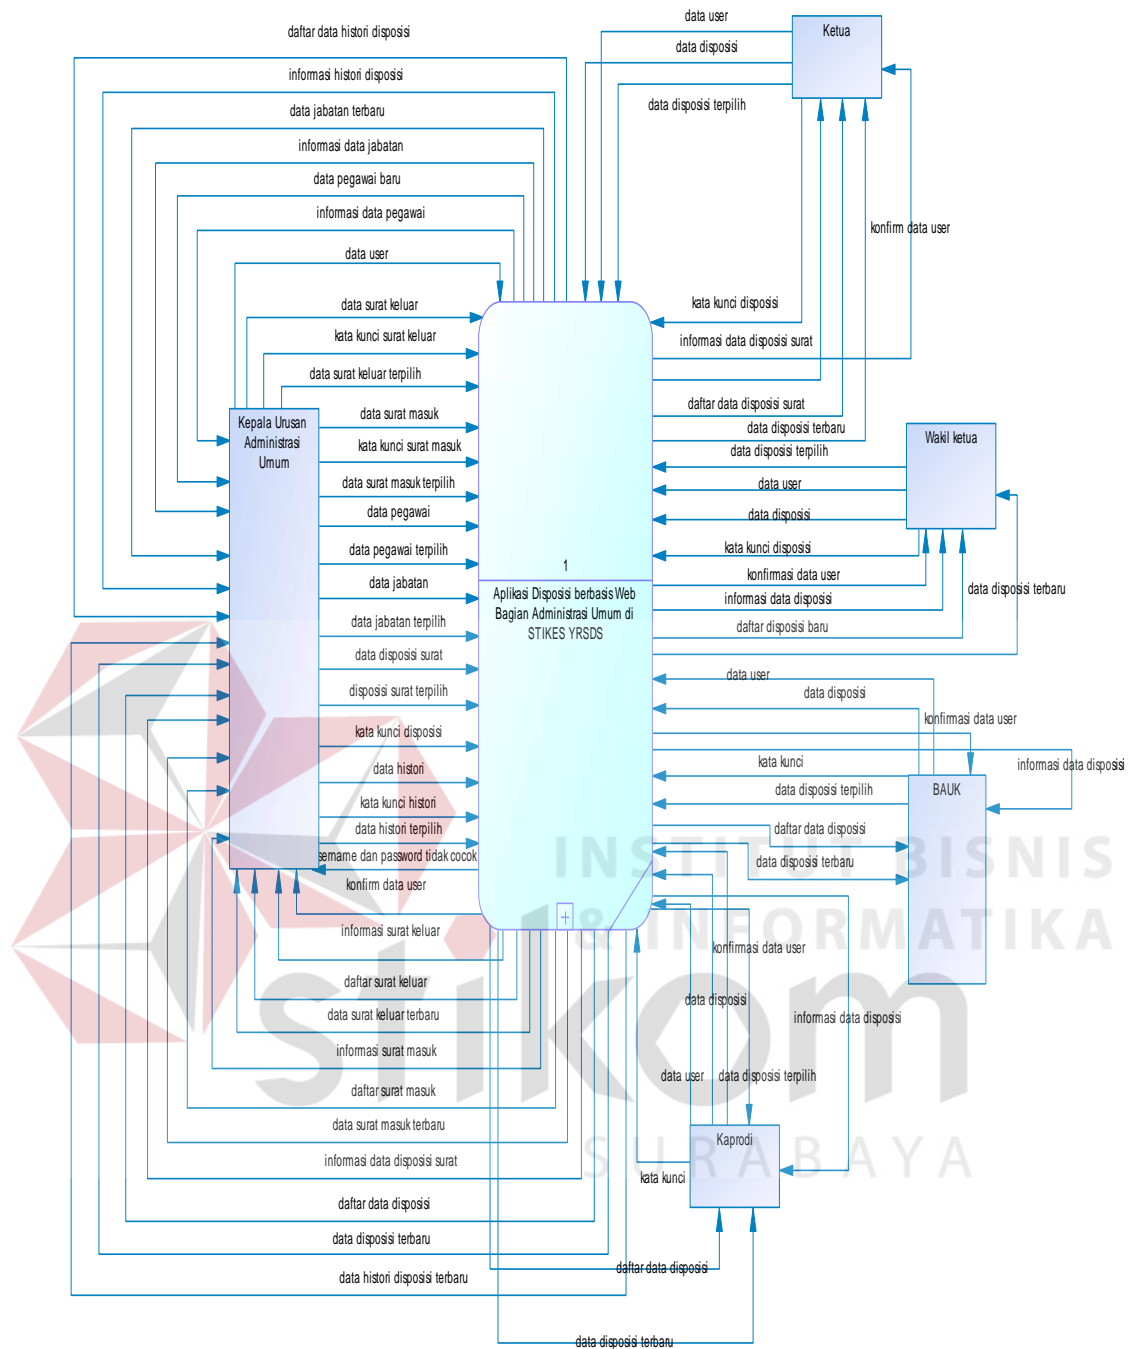 data user
daftar data histori disposisi
data disposisi
Ketua
informasi histori disposisi
data disposisi terpilih
data jabatan terbaru
informasi data jabatan
data pegawai baru
informasi data pegawai
konfirm data user
data user
data surat keluar
kata kunci disposisi
kata kunci surat keluar
informasi data disposisi surat
data surat keluar terpilih
daftar data disposisi surat
data surat masuk
Kepala Urusan
Administrasi
Umum
data disposisi terbaru
Wakil ketua
kata kunci surat masuk
data disposisi terpilih
data surat masuk terpilih
data user
data pegawai
data disposisi
data pegawai terpilih
kata kunci disposisi
1
data jabatan
konfirmasi data user
data disposisi terbaru
Aplikasi Disposisi berbasis Web
Bagian Administrasi Umum di
STIKES YRSDS
informasi data disposisi
data jabatan terpilih
daftar disposisi baru
data disposisi surat
data user
disposisi surat terpilih
data disposisi
konfirmasi data user
kata kunci disposisi
kata kunci
informasi data disposisi
data histori
BAUK
data disposisi terpilih
kata kunci histori
data histori terpilih
daftar data disposisi
sername dan password tidak cocok
data disposisi terbaru
INSTITUT BISNIS
& INFORMATIKA
konfirm data user
informasi surat keluar
konfirmasi data user
daftar surat keluar
data disposisi
data surat keluar terbaru
informasi data disposisi
stikom
informasi surat masuk
data user
data disposisi terpilih
daftar surat masuk
data surat masuk terbaru
Kaprodi
SURABAYA
informasi data disposisi surat
kata kunci
daftar data disposisi
data disposisi terbaru
daftar data disposisi
data histori disposisi terbaru
data disposisi terbaru